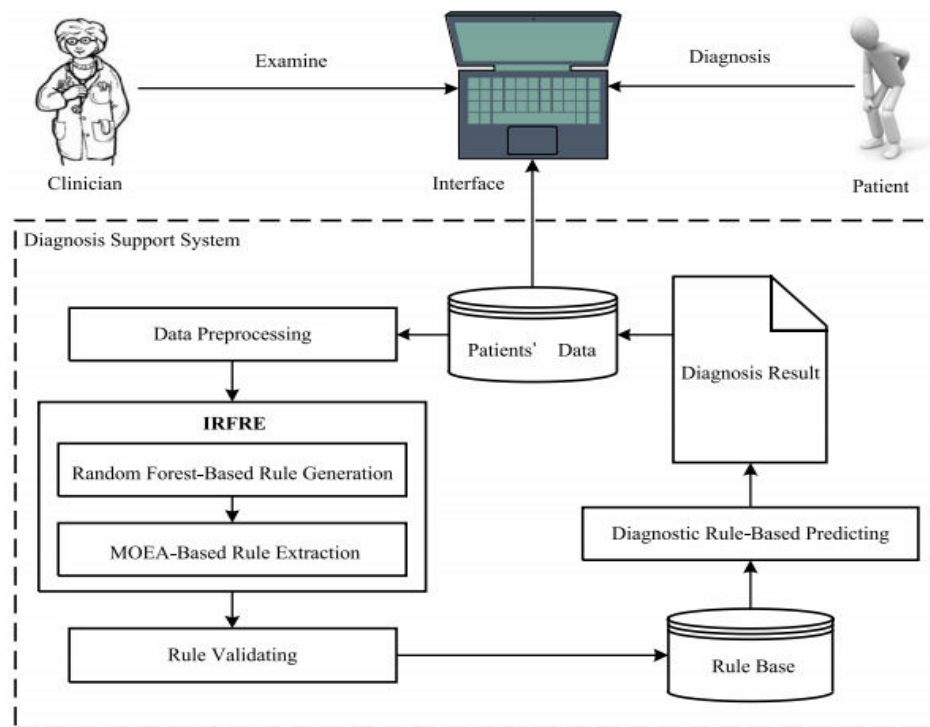 Examine
Diagnosis
Clinician
Interface
Patient
Diagnosis Support System
Data Preprocessing
Patients' Data
Diagnosis Result
IRFRE
Random Forest-Based Rule Generation
MOEA-Based Rule Extraction
Diagnostic Rule-Based Predicting
Rule Validating
Rule Base